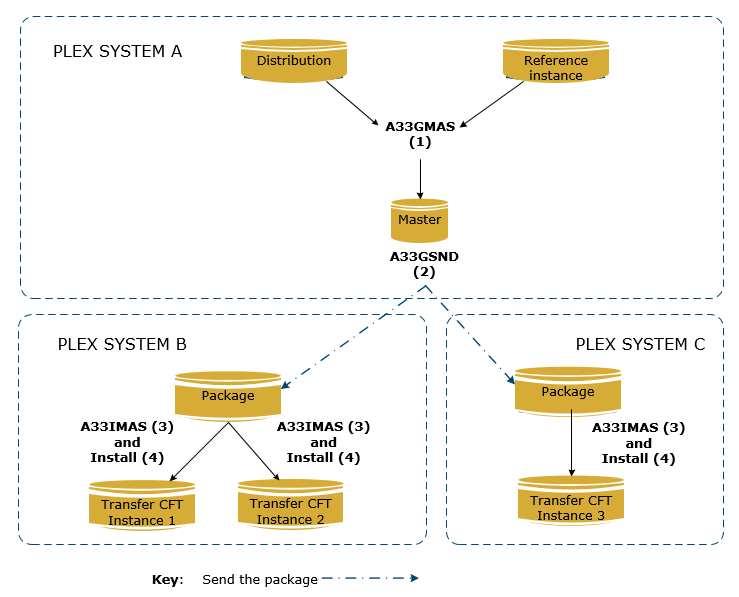 PLEX SYSTEM A
Distribution
Reference
instance
A33GMAS
(1)
Master
A33GSND
(2)
PLEX SYSTEM B
Package
A33IMAS (3)
and
Install (4)
A33IMAS (3)
and
Install (4)
Transfer CFT
Instance 1
Transfer CFT
Instance 2
PLEX SYSTEM C
Package
A33IMAS (3)
and
Install (4)
Transfer CFT
Instance 3
Key: Send the package